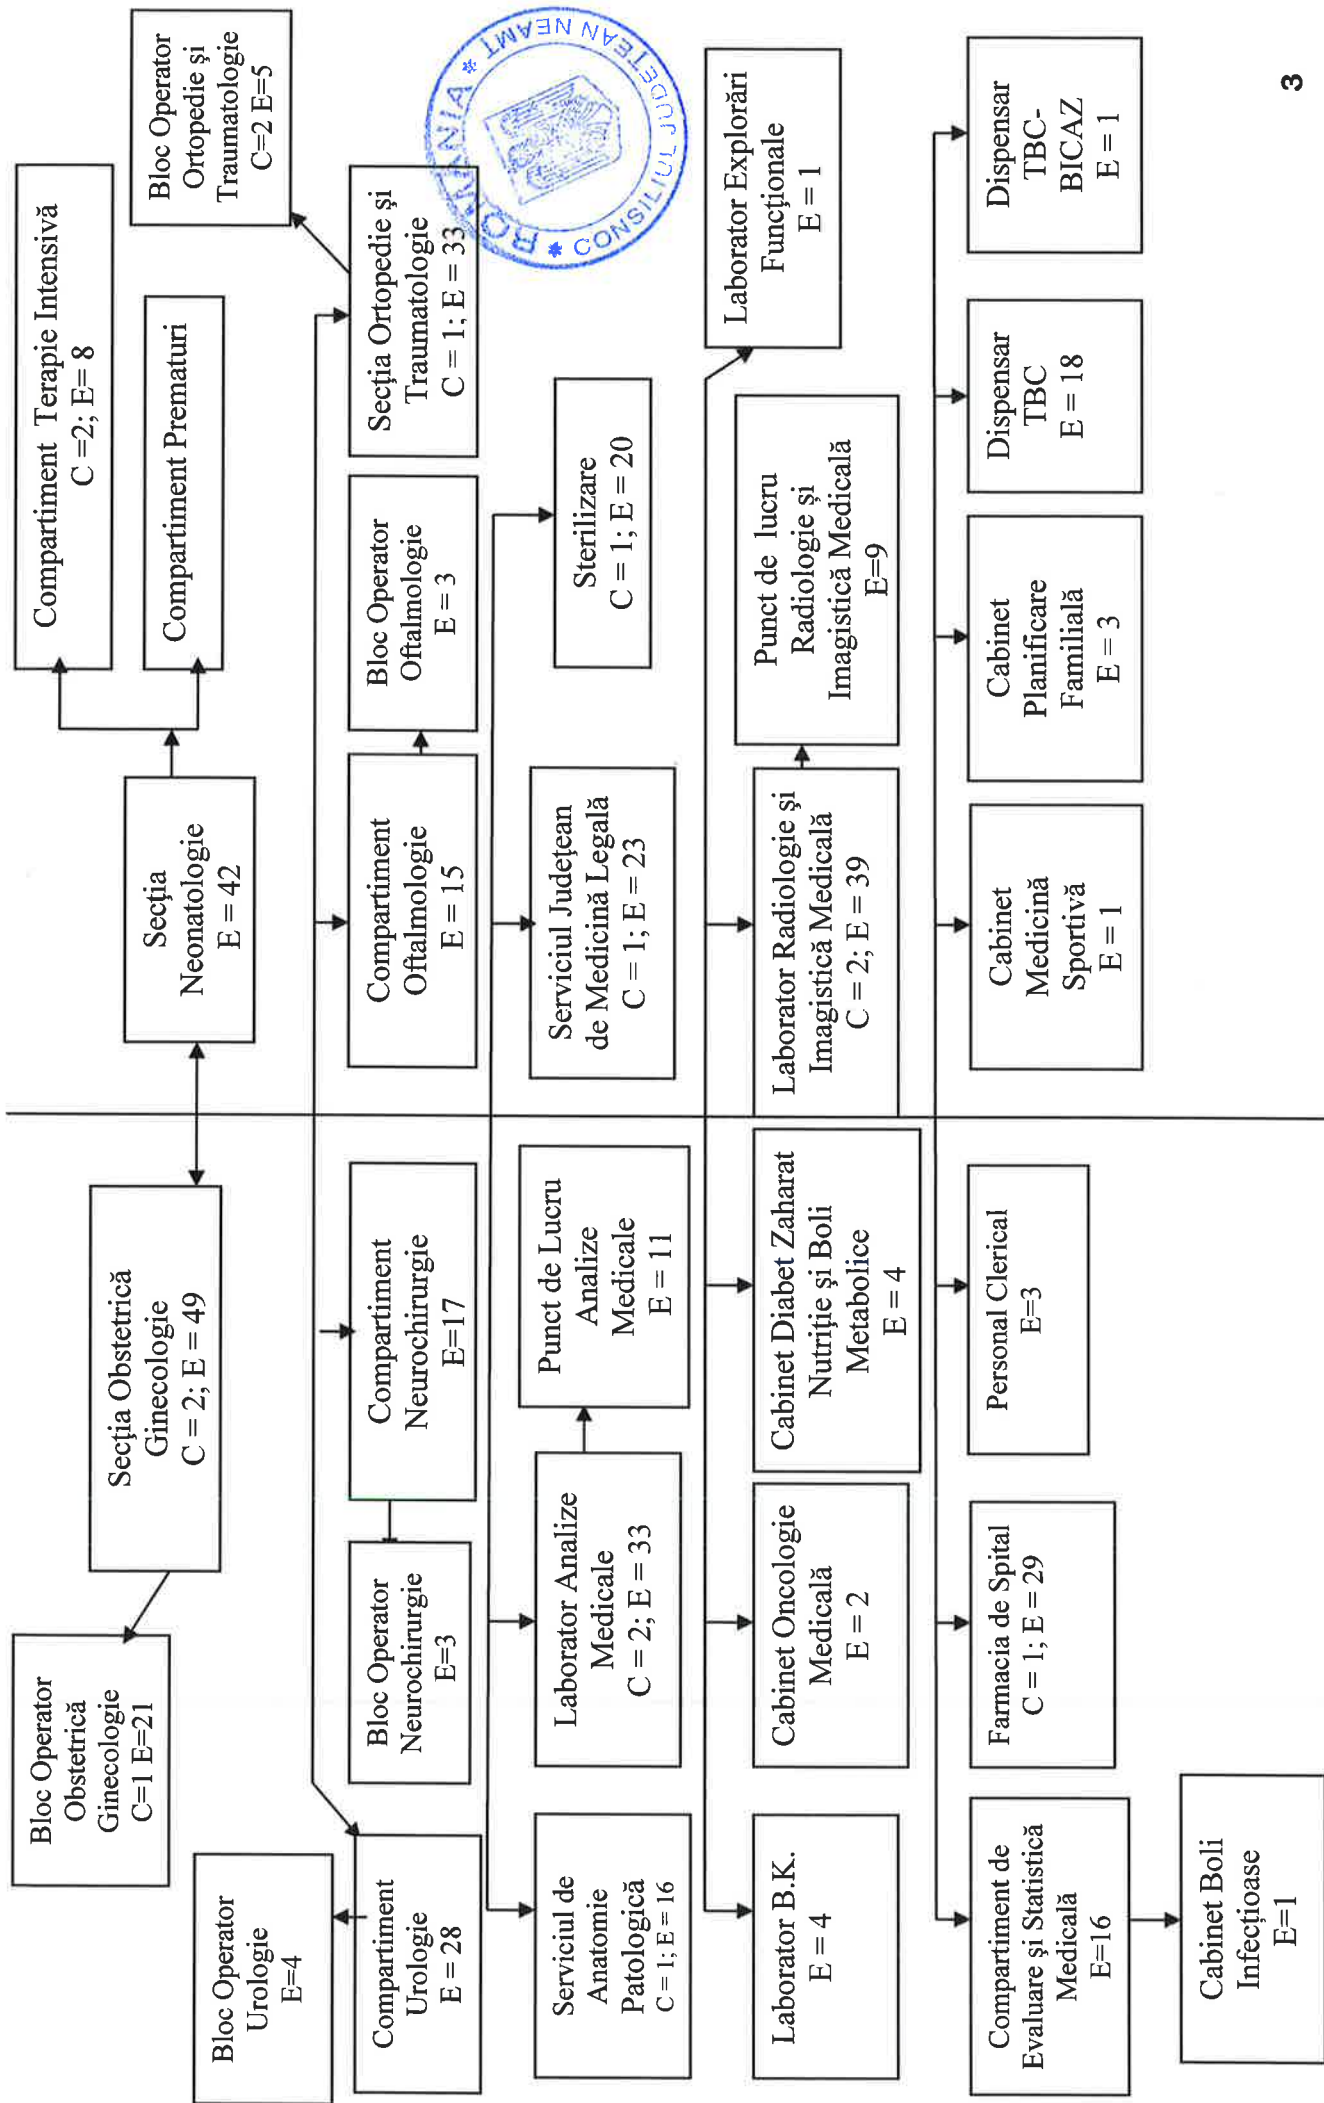 Bloc Operator
Obstetrică
Ginecologie
C=1 E=21
Secția Obstetrică
Ginecologie
C = 2; E = 49
Secția
Neonatologie
E = 42
Compartiment Terapie Intensivă
C =2; E= 8
Compartiment Prematuri
Bloc Operator
Urologie
E=4
Bloc Operator
Ortopedie și
Traumatologie
C=2 E=5
Compartiment
Urologie
E = 28
Bloc Operator
Neurochirurgie
E=3
Compartiment
Neurochirurgie
E=17
Compartiment
Oftalmologie
E = 15
Bloc Operator
Oftalmologie
E = 3
Secția Ortopedie și
Traumatologie
C = 1; E = 33
ROMÂNIA * CONSILIUL JUDEȚEAN NEAMȚ *
Serviciul de
Anatomie
Patologică
C = 1; E = 16
Laborator Analize
Medicale
C = 2; E = 33
Punct de Lucru
Analize
Medicale
E = 11
Serviciul Județean
de Medicină Legală
C = 1; E = 23
Sterilizare
C = 1; E = 20
Laborator B.K.
E = 4
Cabinet Oncologie
Medicală
E = 2
Cabinet Diabet Zaharat
Nutriție și Boli
Metabolice
E = 4
Laborator Radiologie și
Imagistică Medicală
C = 2; E = 39
Punct de lucru
Radiologie și
Imagistică Medicală
E=9
Laborator Explorări
Funcționale
E = 1
Compartiment de
Evaluare și Statistică
Medicală
E=16
Farmacia de Spital
C = 1; E = 29
Personal Clerical
E=3
Cabinet
Medicină
Sportivă
E = 1
Cabinet
Planificare
Familială
E = 3
Dispensar
TBC
E = 18
Dispensar
TBC-
BICAZ
E = 1
Cabinet Boli
Infecțioase
E=1
3